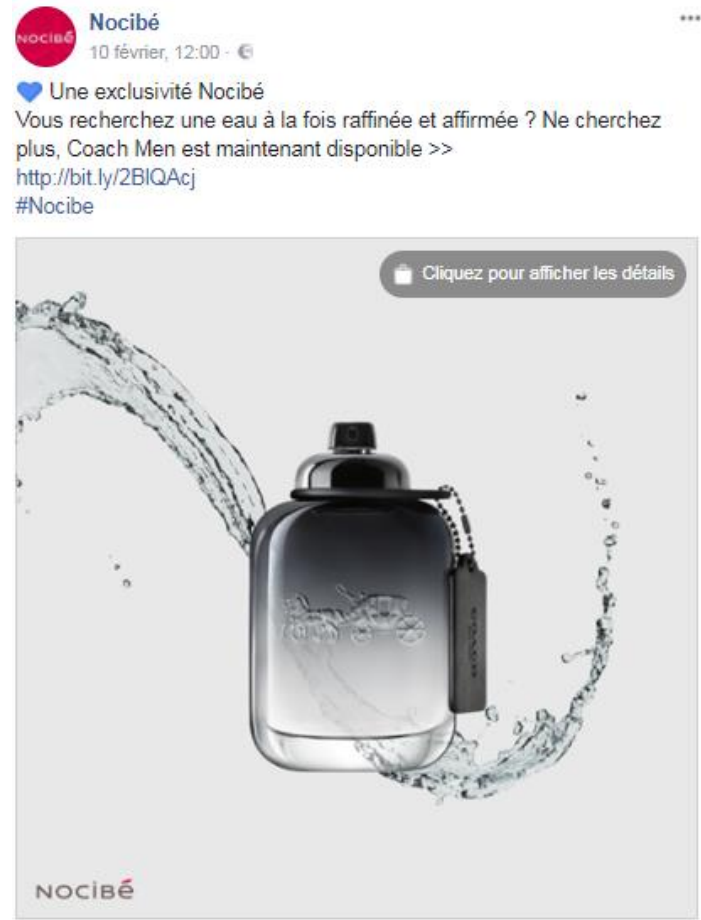 NOCIBÉ
Nocibé
10 février, 12:00 ·
💙 Une exclusivité Nocibé
Vous recherchez une eau à la fois raffinée et affirmée ? Ne cherchez
plus, Coach Men est maintenant disponible >>
http://bit.ly/2BlQAcj
#Nocibe
Cliquez pour afficher les détails
COACH
NOCIBÉ